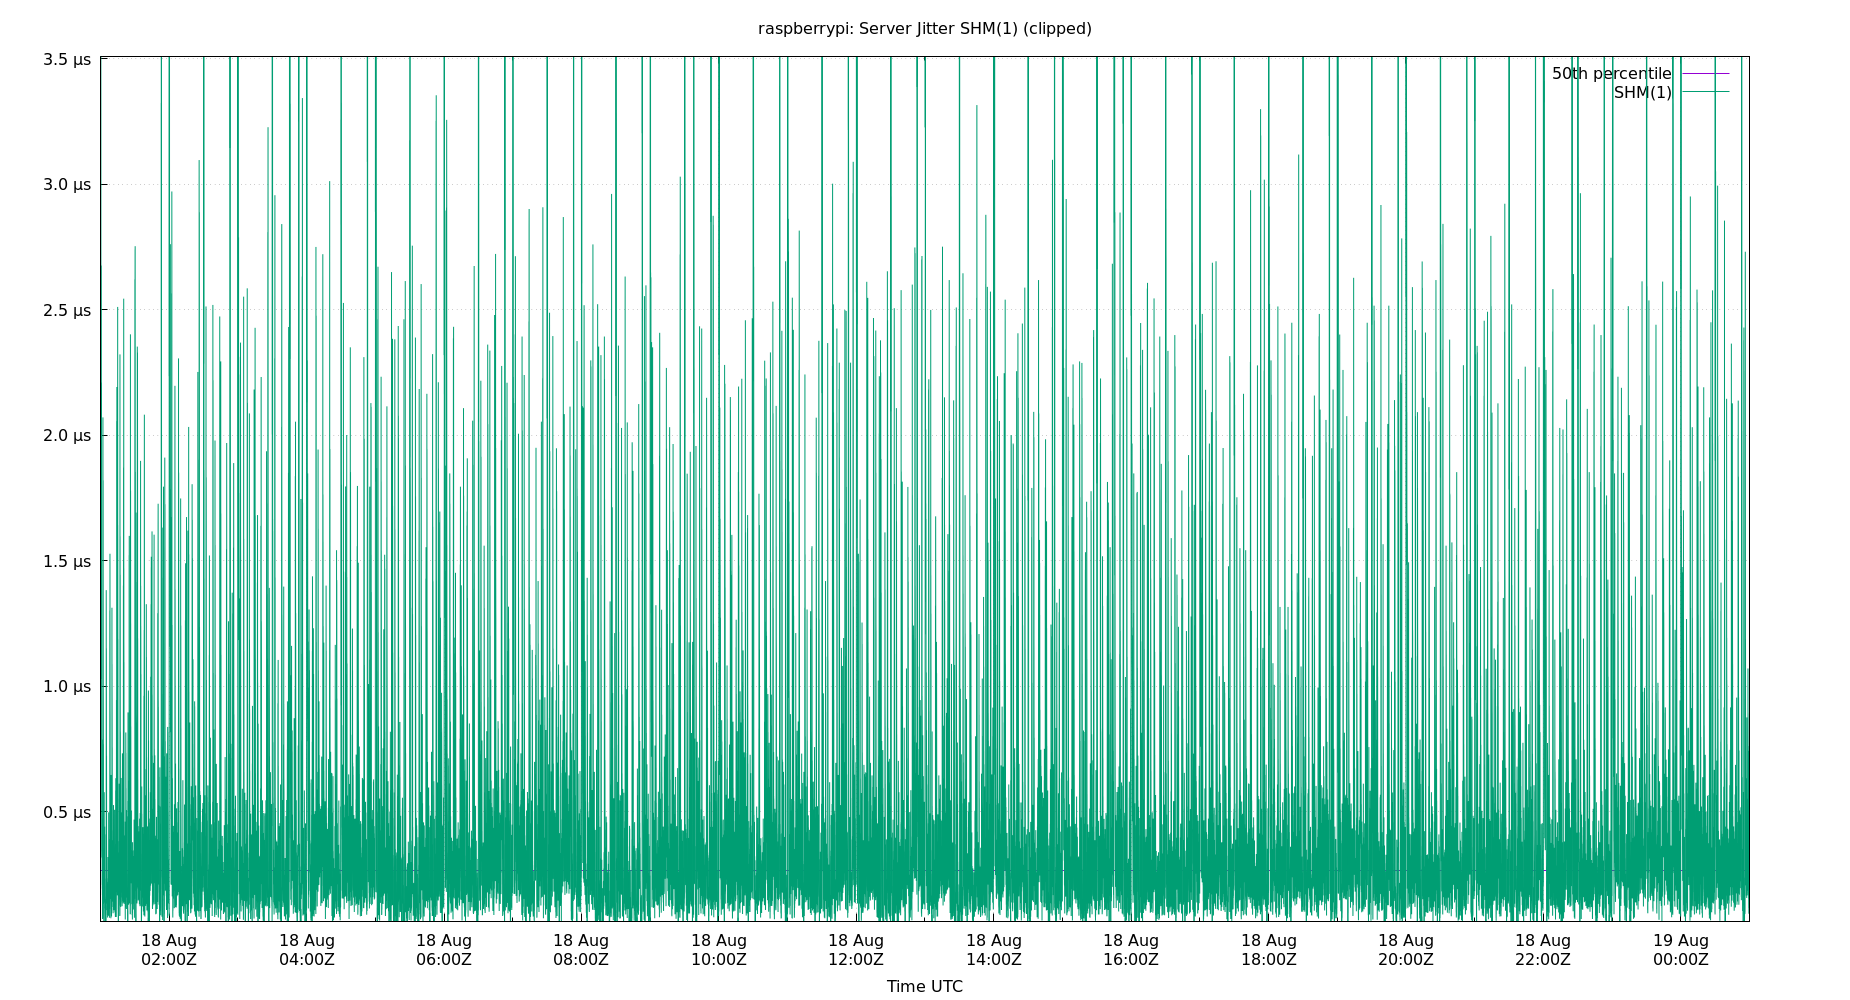 raspberrypi: Server Jitter SHM(1) (clipped)
3.5 µs
50th percentile
SHM(1)
3.0 µs
2.5 µs
2.0 µs
1.5 µs
1.0 µs
0.5 µs
18 Aug 18 Aug 18 Aug 18 Aug 18 Aug 18 Aug 18 Aug 18 Aug 18 Aug 18 Aug 18 Aug 19 Aug
02:00Z 04:00Z 06:00Z 08:00Z 10:00Z 12:00Z 14:00Z 16:00Z 18:00Z 20:00Z 22:00Z 00:00Z
Time UTC